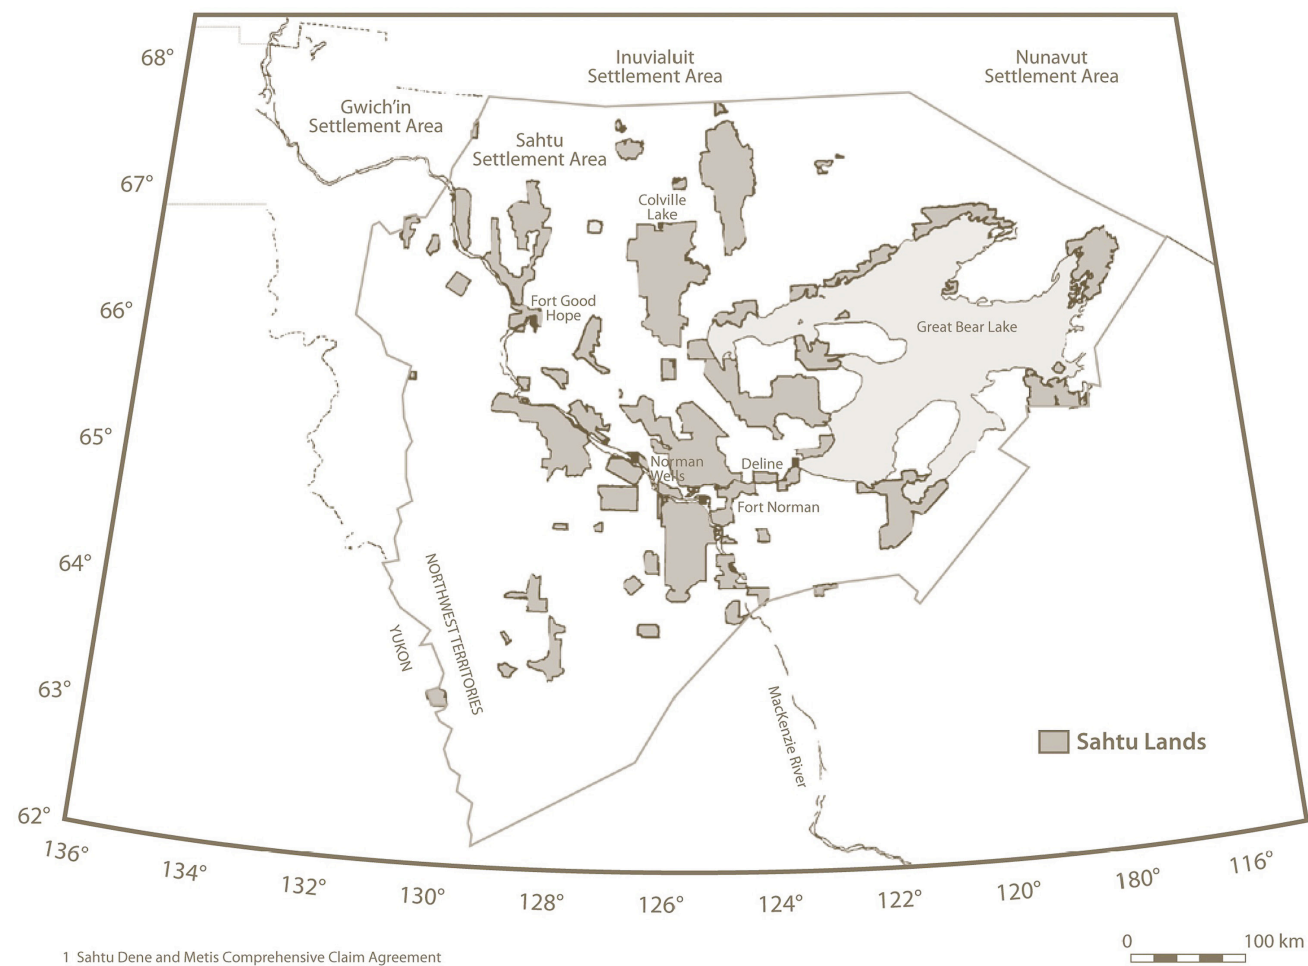 68°
Inuvialuit
Settlement Area
Nunavut
Settlement Area
Gwich'in
Settlement Area
Sahtu
Settlement Area
67°
Colville
Lake
66°
Fort Good
Hope
Great Bear Lake
65°
Norman
Wells
Deline
Fort Norman
64°
NORTHWEST TERRITORIES
YUKON
63°
MacKenzie River
Sahtu Lands
62°
136°
134°
132°
130°
128°
126°
124°
122°
120°
180°
116°
0 100 km
1 Sahtu Dene and Metis Comprehensive Claim Agreement